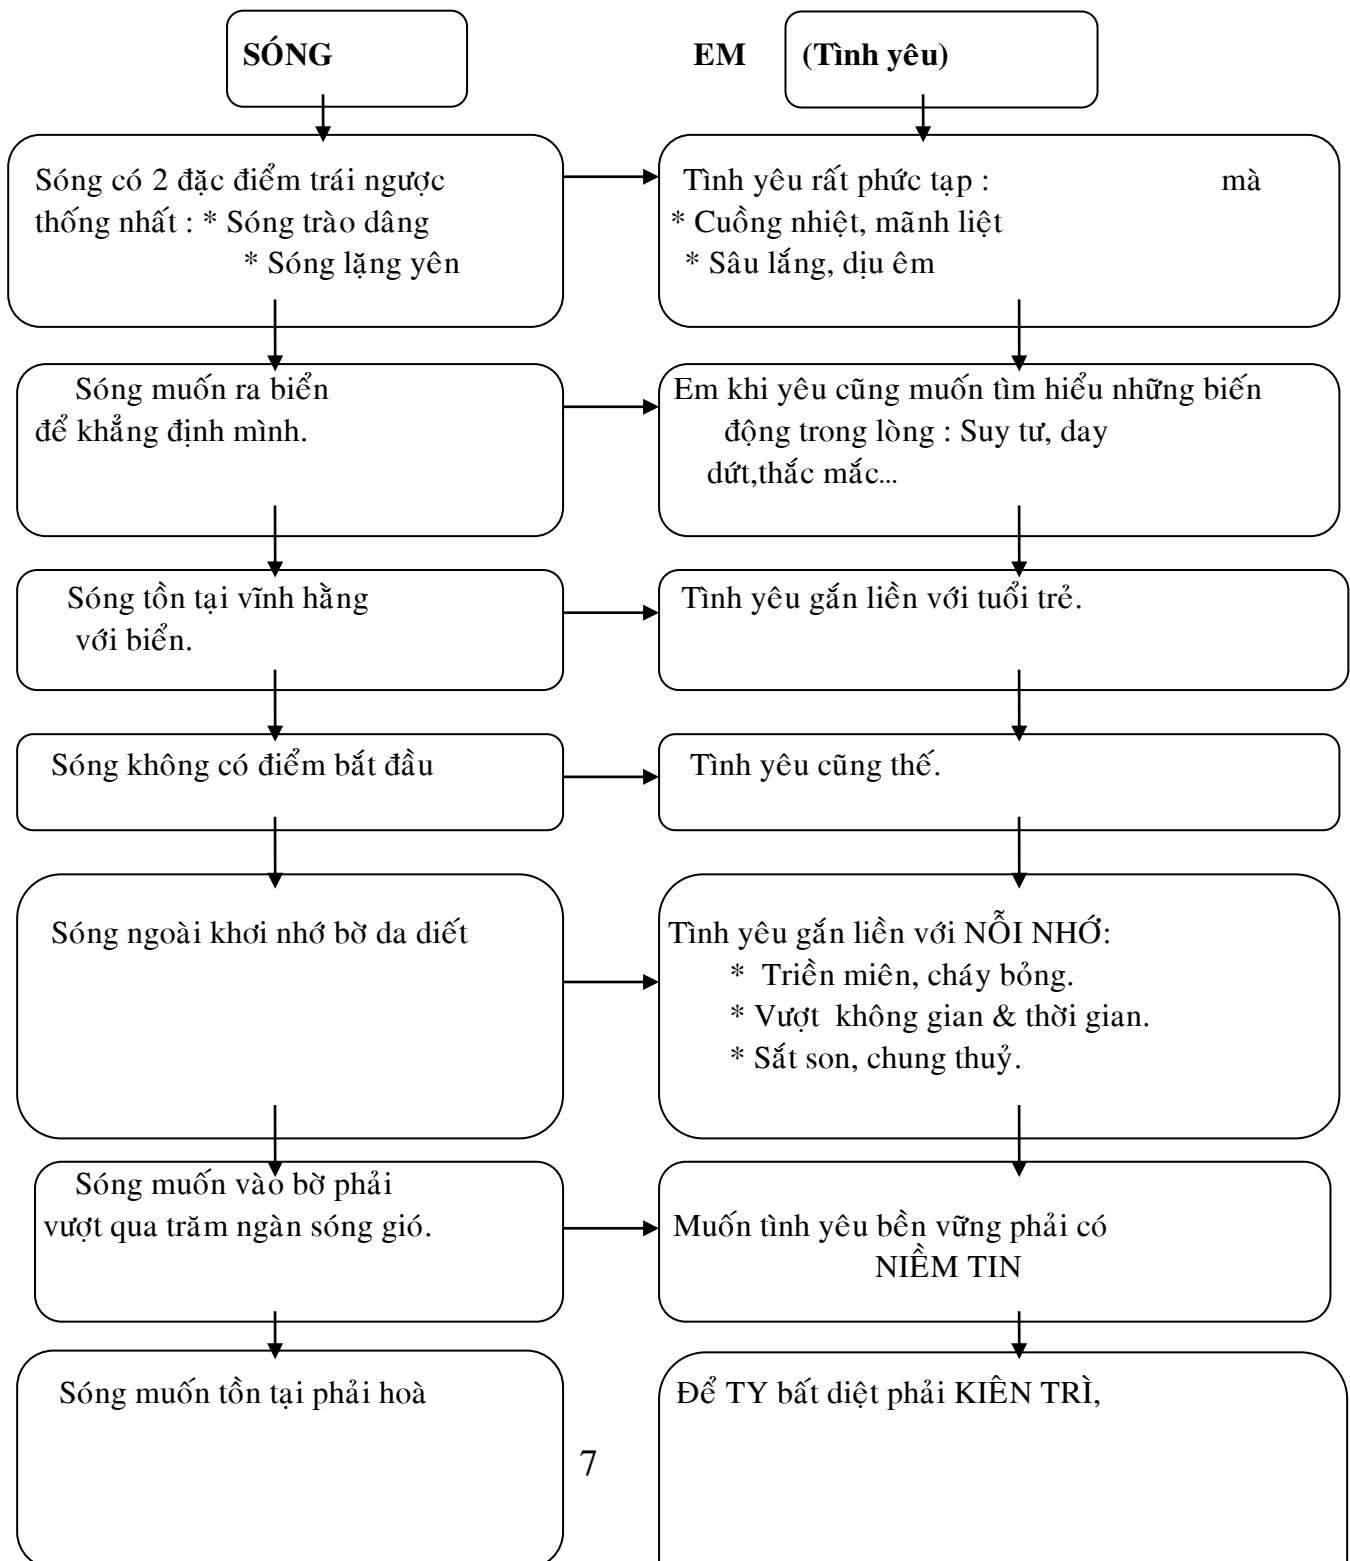 SÓNG
EM (Tình yêu)
Sóng có 2 đặc điểm trái ngược
thống nhất : * Sóng trào dâng
* Sóng lặng yên
Tình yêu rất phức tạp : mà
* Cuồng nhiệt, mãnh liệt
* Sâu lắng, dịu êm
Sóng muốn ra biển
để khẳng định mình.
Em khi yêu cũng muốn tìm hiểu những biến
động trong lòng : Suy tư, day
dứt,thắc mắc...
Sóng tồn tại vĩnh hằng
với biển.
Tình yêu gắn liền với tuổi trẻ.
Sóng không có điểm bắt đầu
Tình yêu cũng thế.
Sóng ngoài khơi nhớ bờ da diết
Tình yêu gắn liền với NỖI NHỚ:
* Triền miên, cháy bỏng.
* Vượt không gian & thời gian.
* Sắt son, chung thuỷ.
Sóng muốn vào bờ phải
vượt qua trăm ngàn sóng gió.
Muốn tình yêu bền vững phải có
NIỀM TIN
Sóng muốn tồn tại phải hoà
Để TY bất diệt phải KIÊN TRÌ,
7